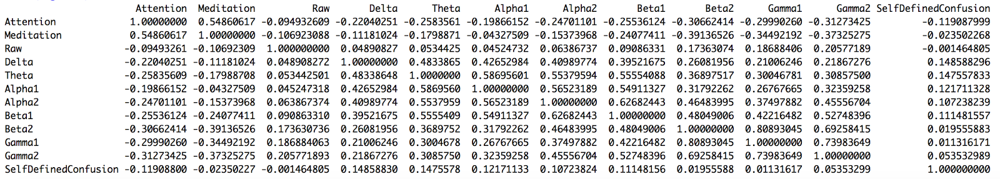 Attention Meditation Raw Delta Theta Alpha1 Alpha2 Beta1 Beta2 Gamma1 Gamma2 SelfDefinedConfusion
Attention 1.00000000 0.54860617 -0.094932609 -0.22040251 -0.2583561 -0.19866152 -0.24701101 -0.25536124 -0.30662414 -0.29990260 -0.31273425 -0.119087999
Meditation 0.54860617 1.00000000 -0.106923088 -0.11181024 -0.1798871 -0.04327509 -0.15373968 -0.24077411 -0.39136526 -0.34492192 -0.37325275 -0.023502268
Raw -0.09493261 -0.10692309 1.000000000 0.04890827 0.0534425 0.04524732 0.06386737 0.09086331 0.17363074 0.18688406 0.20577189 -0.001464805
Delta -0.22040251 -0.11181024 0.048908272 1.00000000 0.4833865 0.42652984 0.40989774 0.39521675 0.26081956 0.21006246 0.21867276 0.148588296
Theta -0.25835609 -0.17988708 0.053442501 0.48338648 1.0000000 0.58695601 0.55379594 0.55554088 0.36897517 0.30046781 0.30857500 0.147557833
Alpha1 -0.19866152 -0.04327509 0.045247318 0.42652984 0.5869560 1.00000000 0.56523189 0.54911327 0.31792262 0.26767665 0.32359258 0.121711328
Alpha2 -0.24701101 -0.15373968 0.063867374 0.40989774 0.5537959 0.56523189 1.00000000 0.62682443 0.46483995 0.37497882 0.45556704 0.107238239
Beta1 -0.25536124 -0.24077411 0.090863310 0.39521675 0.5555409 0.54911327 0.62682443 1.00000000 0.48049006 0.42216482 0.52748396 0.111481557
Beta2 -0.30662414 -0.39136526 0.173630736 0.26081956 0.3689752 0.31792262 0.46483995 0.48049006 1.00000000 0.80893045 0.69258415 0.019555883
Gamma1 -0.29990260 -0.34492192 0.186884063 0.21006246 0.3004678 0.26767665 0.37497882 0.42216482 0.80893045 1.00000000 0.73983649 0.011316171
Gamma2 -0.31273425 -0.37325275 0.205771893 0.21867276 0.3085750 0.32359258 0.45556704 0.52748396 0.69258415 0.73983649 1.00000000 0.053532989
SelfDefinedConfusion -0.11908800 -0.02350227 -0.001464805 0.14858830 0.1475578 0.12171133 0.10723824 0.11148156 0.01955588 0.01131617 0.05353299 1.000000000